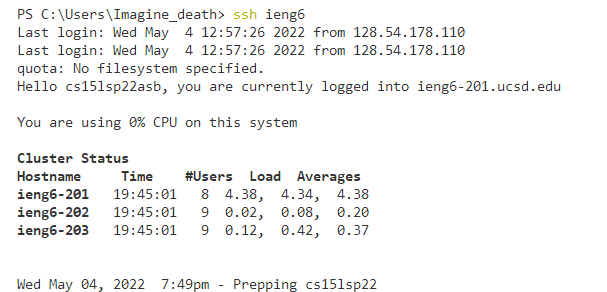 PS C:\Users\Imagine_death> ssh ieng6
Last login: Wed May  4 12:57:26 2022 from 128.54.178.110
Last login: Wed May  4 12:57:26 2022 from 128.54.178.110
quota: No filesystem specified.
Hello cs15lsp22asb, you are currently logged into ieng6-201.ucsd.edu

You are using 0% CPU on this system

Cluster Status
Hostname     Time    #Users  Load  Averages
ieng6-201   19:45:01   8  4.38,  4.34,  4.38
ieng6-202   19:45:01   9  0.02,  0.08,  0.20
ieng6-203   19:45:01   9  0.12,  0.42,  0.37

Wed May 04, 2022  7:49pm - Prepping cs15lsp22